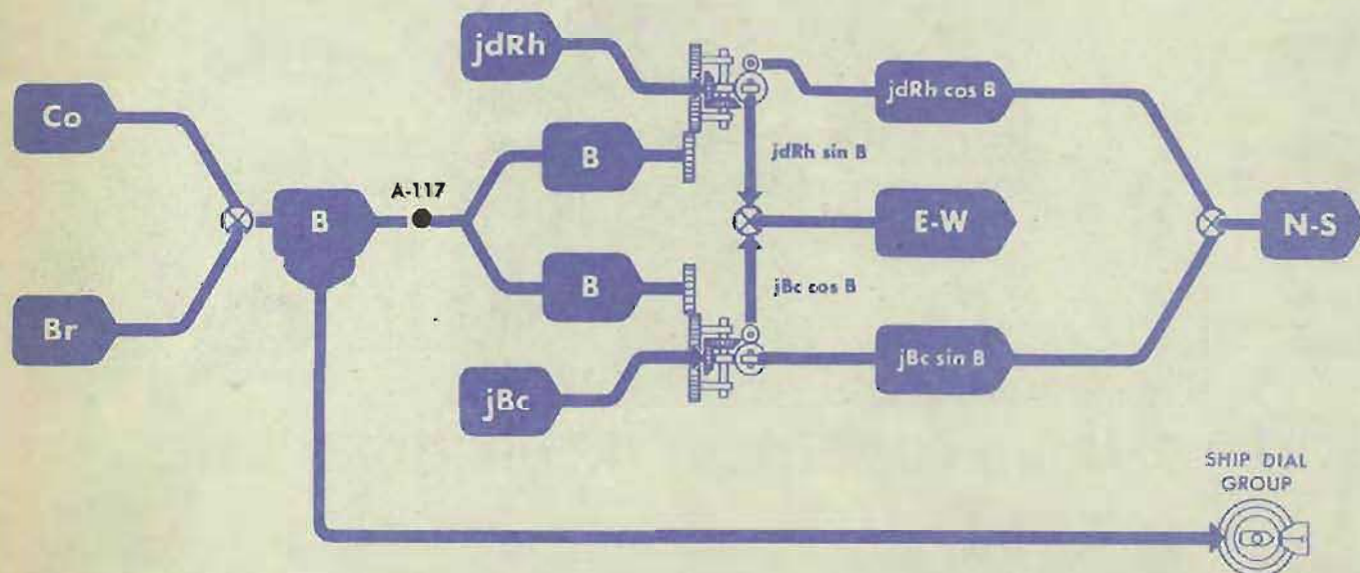 jdRh
Co
jdRh cos B
B
jdRh sin B
A-117
B
E-W
N-S
B
jBc cos B
Br
jBc sin B
jBc
SHIP DIAL
GROUP